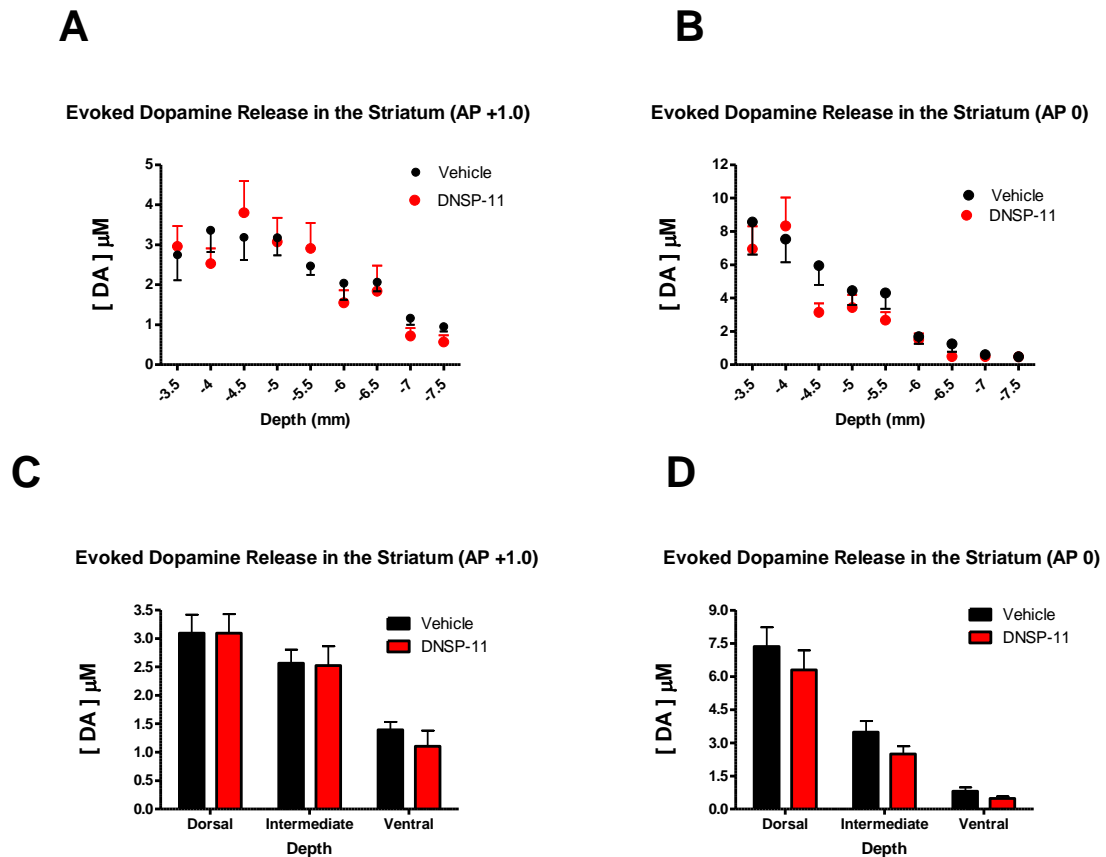 A
Evoked Dopamine Release in the Striatum (AP +1.0)
[ DA ] μM
5
4
3
2
1
0
Vehicle
DNSP-11
-3.5
-4
-4.5
-5
-5.5
-6
-6.5
-7
-7.5
Depth (mm)
B
Evoked Dopamine Release in the Striatum (AP 0)
[ DA ] μM
12
10
8
6
4
2
0
Vehicle
DNSP-11
-3.5
-4
-4.5
-5
-5.5
-6
-6.5
-7
-7.5
Depth (mm)
C
Evoked Dopamine Release in the Striatum (AP +1.0)
[ DA ] μM
3.5
3.0
2.5
2.0
1.5
1.0
0.5
0.0
Vehicle
DNSP-11
Dorsal Intermediate Ventral
Depth
D
Evoked Dopamine Release in the Striatum (AP 0)
[ DA ] μM
9.0
7.5
6.0
4.5
3.0
1.5
0.0
Vehicle
DNSP-11
Dorsal Intermediate Ventral
Depth